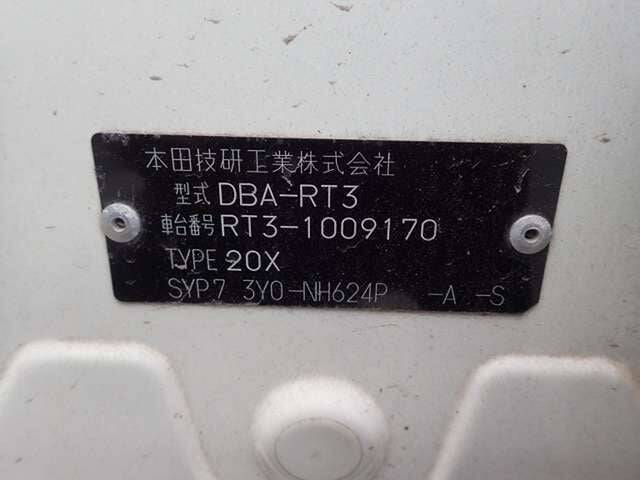 本田技研工業株式会社
型式 DBA-RT3
車台番号 RT3-1009170
TYPE 20X
SYP7 3Y0-NH624P -A -S